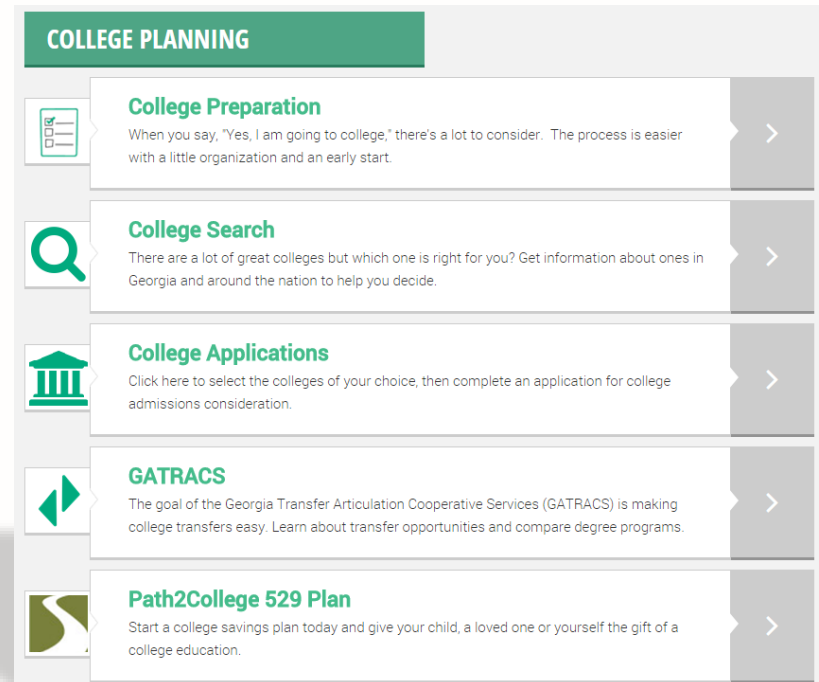 COLLEGE PLANNING
College Preparation
When you say, "Yes, I am going to college," there's a lot to consider.  The process is easier
with a little organization and an early start.
College Search
There are a lot of great colleges but which one is right for you? Get information about ones in
Georgia and around the nation to help you decide.
College Applications
Click here to select the colleges of your choice, then complete an application for college
admissions consideration.
GATRACS
The goal of the Georgia Transfer Articulation Cooperative Services (GATRACS) is making
college transfers easy. Learn about transfer opportunities and compare degree programs.
Path2College 529 Plan
Start a college savings plan today and give your child, a loved one or yourself the gift of a
college education.